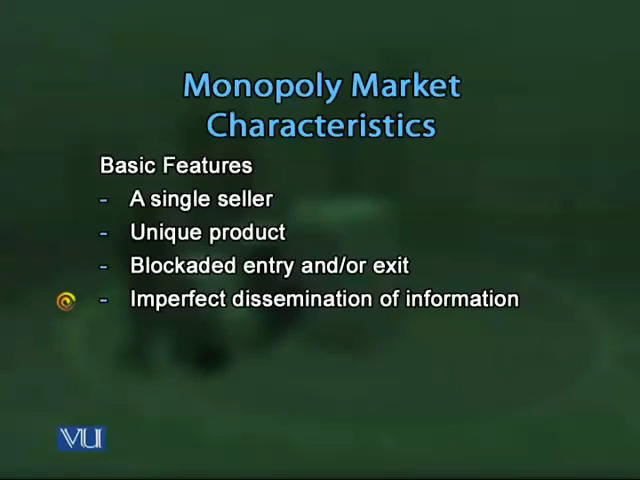 Monopoly Market
Characteristics
Basic Features
- A single seller
- Unique product
- Blockaded entry and/or exit
- Imperfect dissemination of information
VU